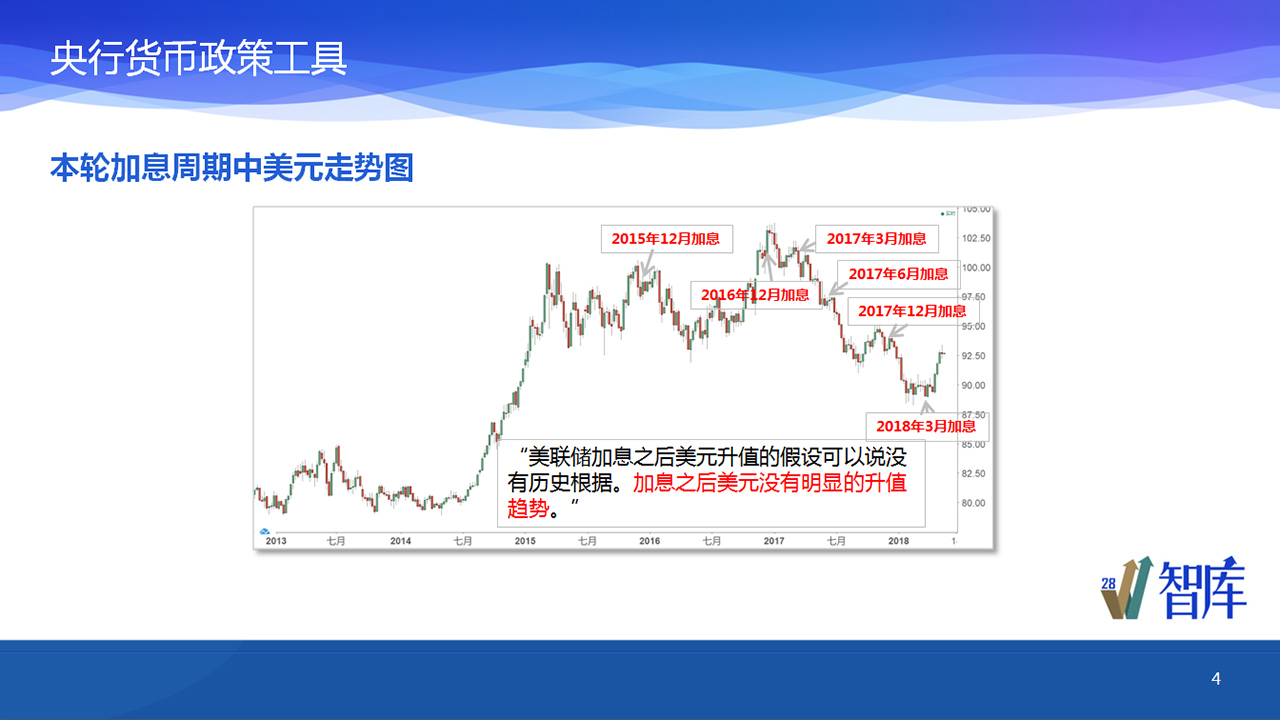 央行货币政策工具
本轮加息周期中美元走势图
105.00
实时
102.50
100.00
97.50
95.00
92.50
90.00
87.50
85.00
82.50
80.00
2015年12月加息
2017年3月加息
2017年6月加息
2016年12月加息
2017年12月加息
2018年3月加息
“美联储加息之后美元升值的假设可以说没
有历史根据。加息之后美元没有明显的升值
趋势。”
2013 七月 2014 七月 2015 七月 2016 七月 2017 七月 2018
28 智库
4